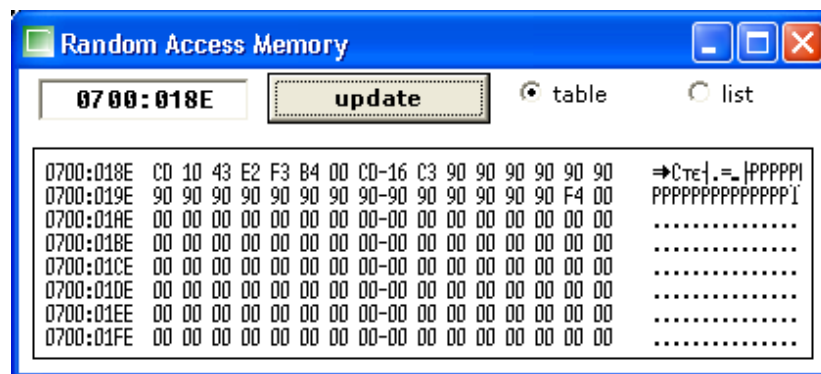 Random Access Memory
0700:018E update table list
0700:018E CD 10 43 E2 F3 B4 00 CD-16 C3 90 90 90 90 90 90
0700:019E 90 90 90 90 90 90 90 90-90 90 90 90 90 90 F4 00
0700:01AE 00 00 00 00 00 00 00 00-00 00 00 00 00 00 00 00 ...............
0700:01BE 00 00 00 00 00 00 00 00-00 00 00 00 00 00 00 00 ...............
0700:01CE 00 00 00 00 00 00 00 00-00 00 00 00 00 00 00 00 ...............
0700:01DE 00 00 00 00 00 00 00 00-00 00 00 00 00 00 00 00 ...............
0700:01EE 00 00 00 00 00 00 00 00-00 00 00 00 00 00 00 00 ...............
0700:01FE 00 00 00 00 00 00 00 00-00 00 00 00 00 00 00 00 ...............